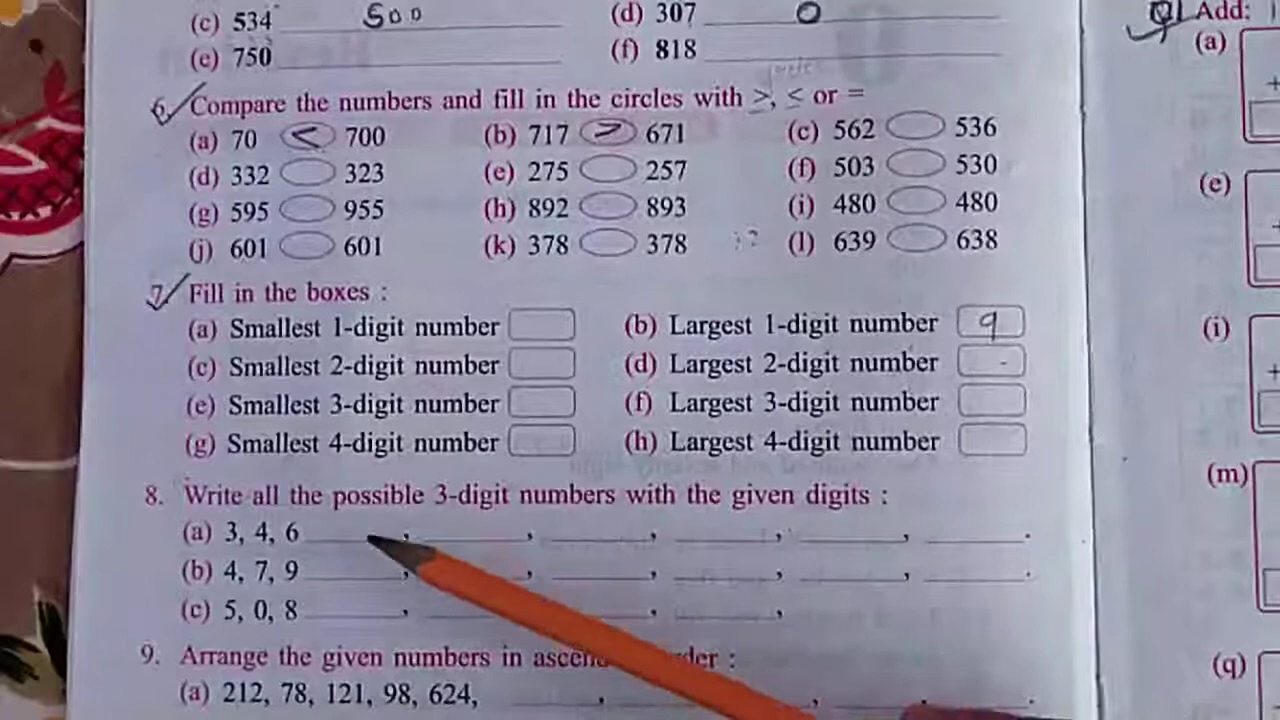 (c) 534 500 (d) 307 0
(e) 750 (f) 818
6. Compare the numbers and fill in the circles with >, < or =
(a) 70 < 700 (b) 717 > 671 (c) 562 536
(d) 332 323 (e) 275 257 (f) 503 530
(g) 595 955 (h) 892 893 (i) 480 480
(j) 601 601 (k) 378 378 (l) 639 638
7. Fill in the boxes :
(a) Smallest 1-digit number (b) Largest 1-digit number 9
(c) Smallest 2-digit number (d) Largest 2-digit number
(e) Smallest 3-digit number (f) Largest 3-digit number
(g) Smallest 4-digit number (h) Largest 4-digit number
8. Write all the possible 3-digit numbers with the given digits :
(a) 3, 4, 6 , , , , , .
(b) 4, 7, 9 , , , , , .
(c) 5, 0, 8 , , ,
9. Arrange the given numbers in :
(a) 212, 78, 121, 98, 624,
Q1 Add:
(a)
+
(e)
(i)
+
(m)
(q)